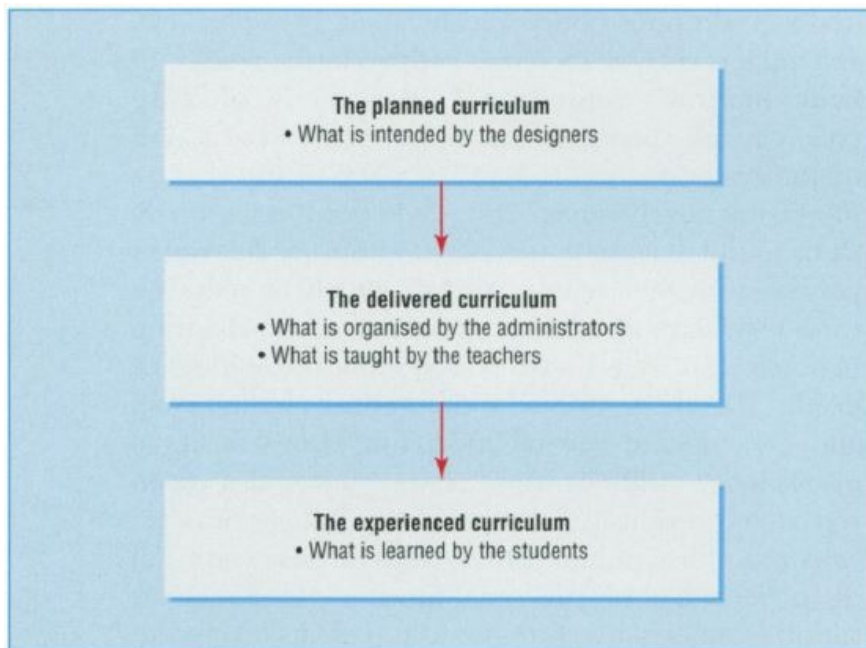 The planned curriculum
• What is intended by the designers
The delivered curriculum
• What is organised by the administrators
• What is taught by the teachers
The experienced curriculum
• What is learned by the students